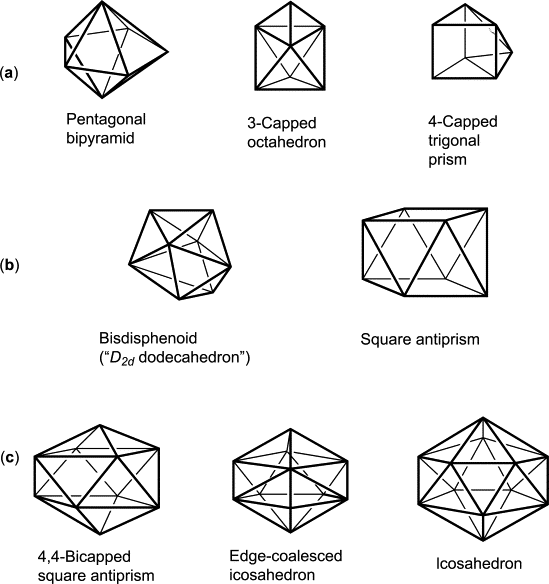 (a)
Pentagonal
bipyramid
3-Capped
octahedron
4-Capped
trigonal
prism
(b)
Bisdisphenoid
("D2d dodecahedron")
Square antiprism
(c)
4,4-Bicapped
square antiprism
Edge-coalesced
icosahedron
Icosahedron